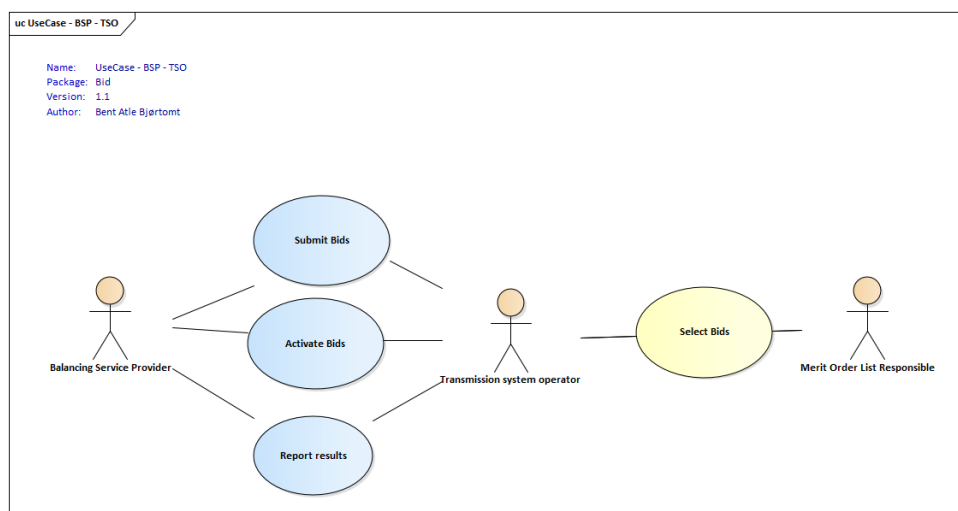 uc UseCase - BSP - TSO
Name: UseCase - BSP - TSO
Package: Bid
Version: 1.1
Author: Bent Atle Bjørtomt
Submit Bids
Activate Bids
Select Bids
Balancing Service Provider
Transmission system operator
Merit Order List Responsible
Report results